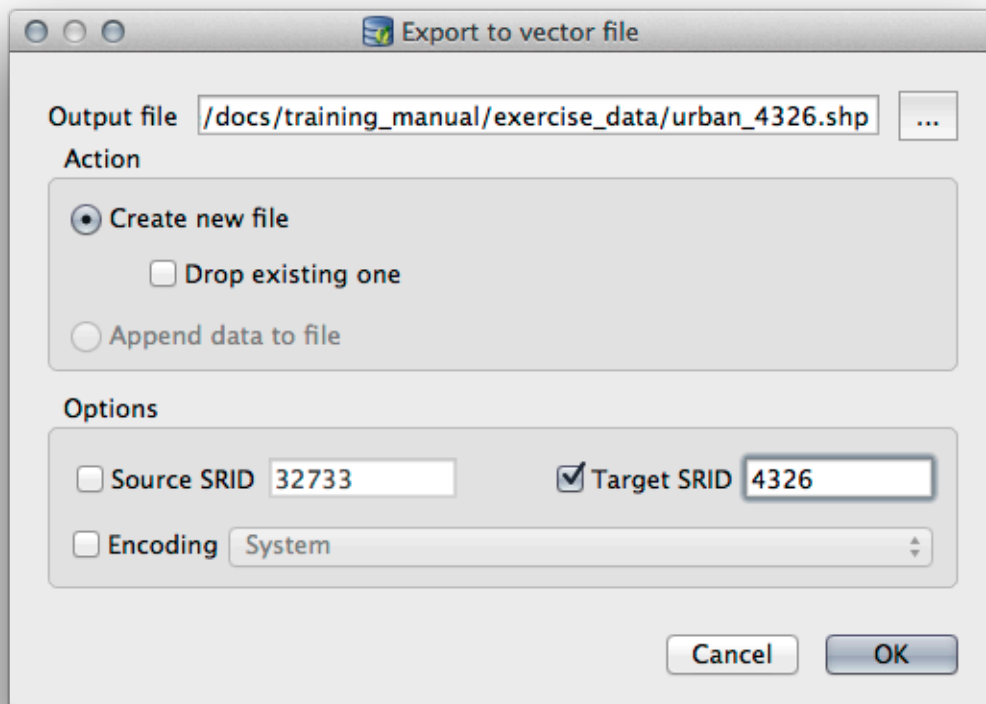 Export to vector file
Output file /docs/training_manual/exercise_data/urban_4326.shp ...
Action
Create new file
Drop existing one
Append data to file
Options
Source SRID 32733 Target SRID 4326
Encoding System
Cancel OK